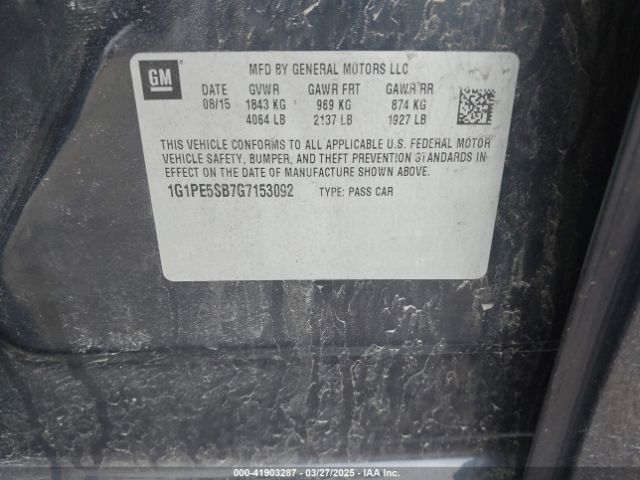 GM
MFD BY GENERAL MOTORS LLC
DATE GVWR GAWR FRT GAWR RR
08/15 1843 KG 969 KG 874 KG
4064 LB 2137 LB 1927 LB
THIS VEHICLE CONFORMS TO ALL APPLICABLE U.S. FEDERAL MOTOR
VEHICLE SAFETY, BUMPER, AND THEFT PREVENTION STANDARDS IN
EFFECT ON THE DATE OF MANUFACTURE SHOWN ABOVE.
1G1PE5SB7G7153092 TYPE: PASS CAR
000-41903287 - 03/27/2025 - IAA Inc.